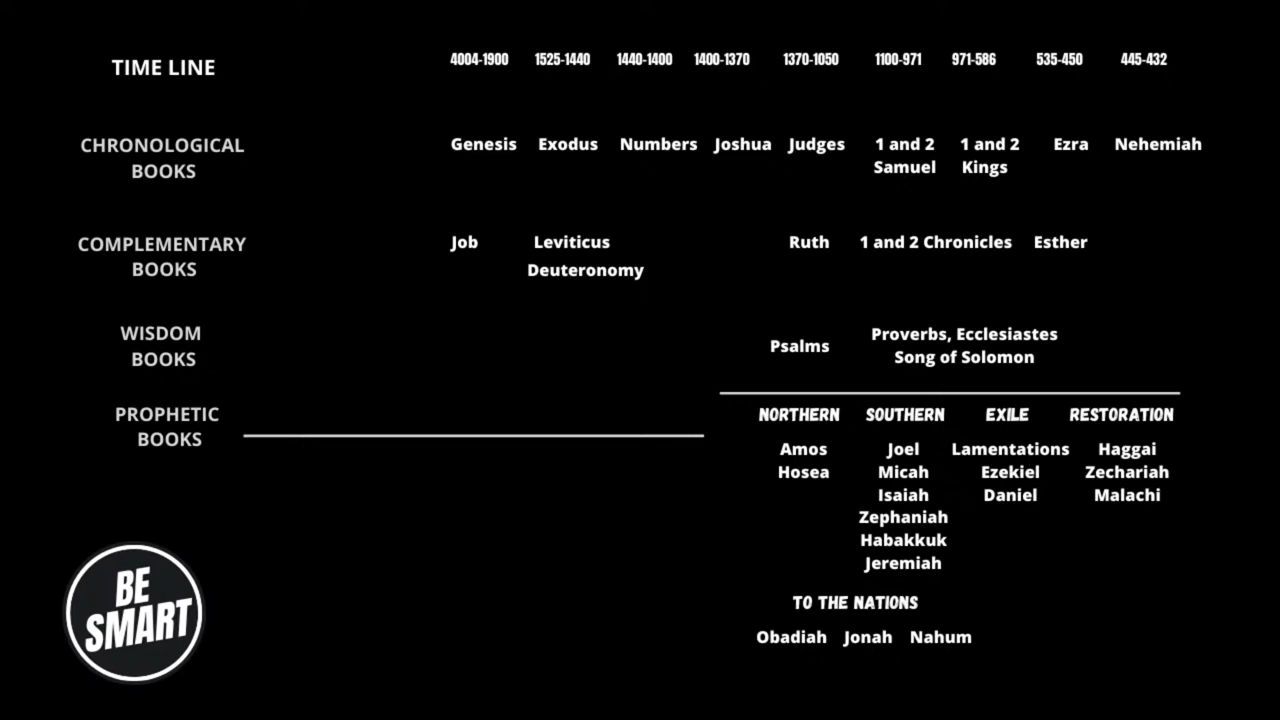 TIME LINE 4004-1900 1525-1440 1440-1400 1400-1370 1370-1050 1100-971 971-586 535-450 445-432
CHRONOLOGICAL BOOKS
Genesis Exodus Numbers Joshua Judges 1 and 2 Samuel 1 and 2 Kings Ezra Nehemiah
COMPLEMENTARY BOOKS
Job Leviticus Ruth 1 and 2 Chronicles Esther
Deuteronomy
WISDOM BOOKS
Psalms
Proverbs, Ecclesiastes
Song of Solomon
PROPHETIC BOOKS
NORTHERN SOUTHERN EXILE RESTORATION
Amos Joel Lamentations Haggai
Hosea Micah Ezekiel Zechariah
Isaiah Daniel Malachi
Zephaniah
Habakkuk
Jeremiah
TO THE NATIONS
Obadiah Jonah Nahum
BE
SMART